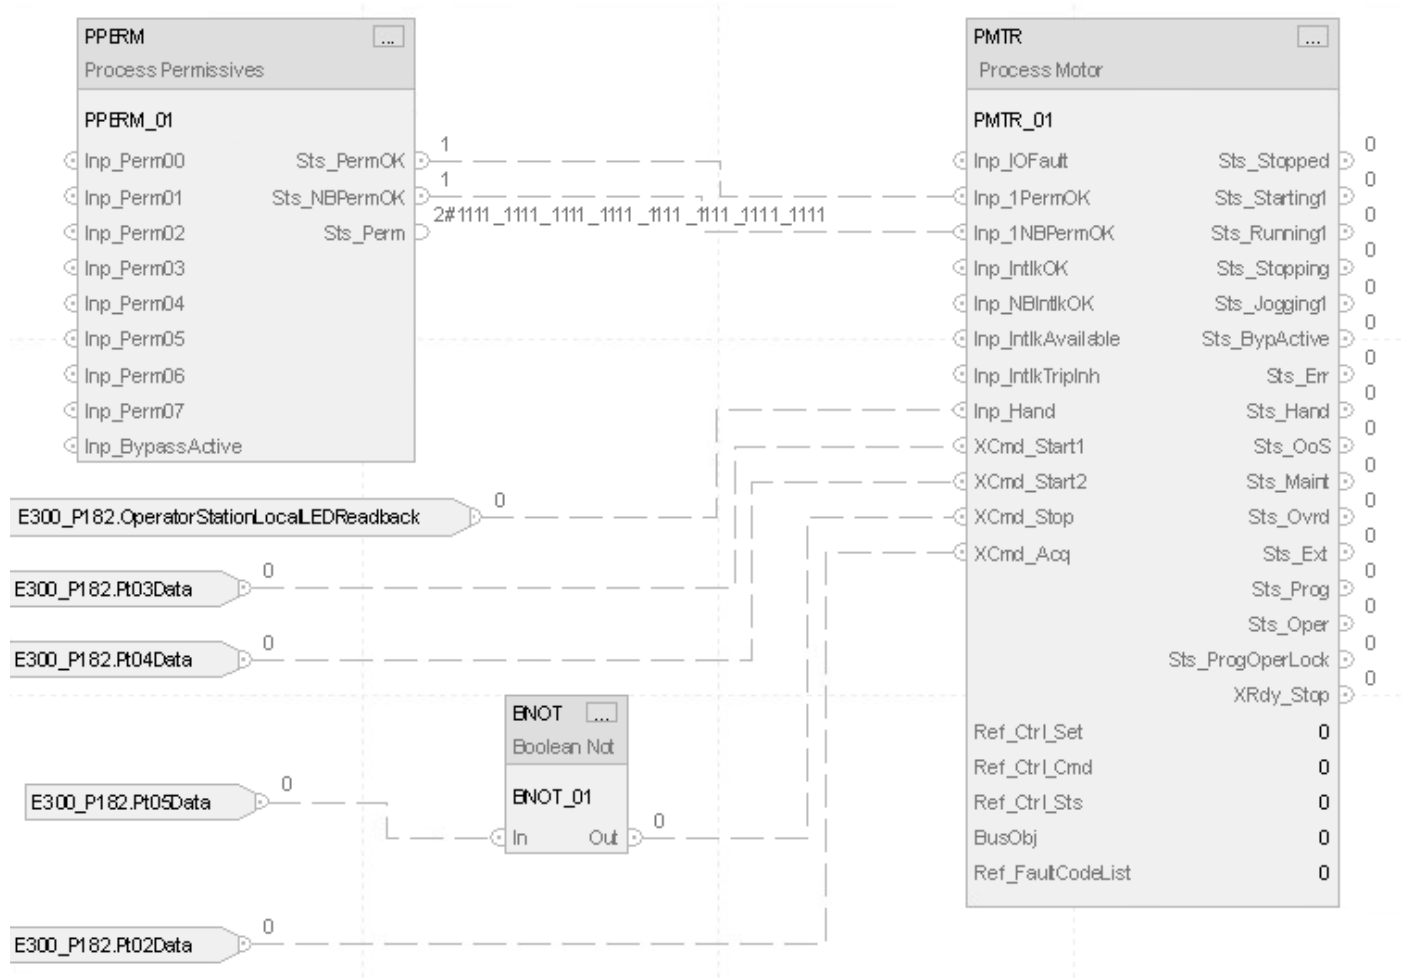 PPERM ...
Process Permissives
PPERM_01
Inp_Perm00 Sts_PermOK 1
Inp_Perm01 Sts_NBPermOK 1
2#1111_1111_1111_1111_1111_1111_1111_1111
Inp_Perm02 Sts_Perm
Inp_Perm03
Inp_Perm04
Inp_Perm05
Inp_Perm06
Inp_Perm07
Inp_BypassActive
E300_P182.OperatorStationLocalLEDReadback 0
E300_P182.Pt03Data 0
E300_P182.Pt04Data 0
BNOT ...
Boolean Not
BNOT_01
E300_P182.Pt05Data 0
In Out 0
E300_P182.Pt02Data 0
PMTR ...
Process Motor
PMTR_01
Inp_IOFault Sts_Stopped 0
Inp_1PermOK Sts_Starting1 0
Inp_1NBPermOK Sts_Running1 0
Inp_IntlkOK Sts_Stopping 0
Inp_NBIntlkOK Sts_Jogging1 0
Inp_IntlkAvailable Sts_BypActive 0
Inp_IntlkTripInh Sts_Err 0
Inp_Hand Sts_Hand 0
XCmd_Start1 Sts_OoS 0
XCmd_Start2 Sts_Maint 0
XCmd_Stop Sts_Ovrd 0
XCmd_Acq Sts_Ext 0
Sts_Prog 0
Sts_Oper 0
Sts_ProgOperLock 0
XRdy_Stop 0
Ref_Ctrl_Set 0
Ref_Ctrl_Cmd 0
Ref_Ctrl_Sts 0
BusObj 0
Ref_FaultCodeList 0